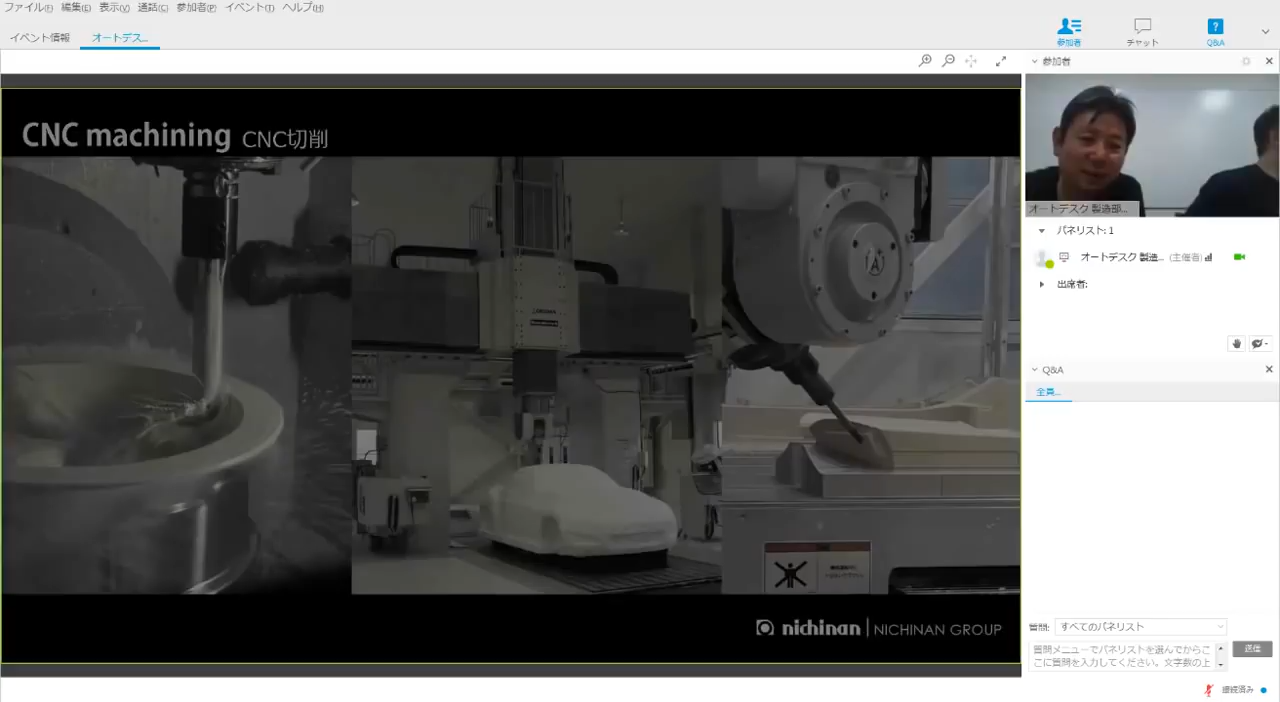 ファイル(F) 編集(E) 表示(V) 通話(C) 参加者(P) イベント(T) ヘルプ(H)
イベント情報 オートデス...
参加者 チャット Q&A
参加者
CNC machining CNC切削
オートデスク 製造部...
パネリスト: 1
オートデスク 製造... (主催者)
出席者:
Q&A
全員...
nichinan NICHINAN GROUP
質問: すべてのパネリスト
質問メニューでパネリストを選んでからこ
こに質問を入力してください。文字数の上
送信
接続済み